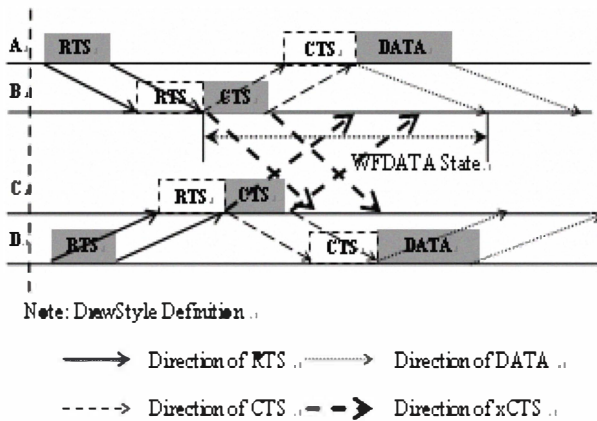 A RTS CTS DATA
B RTS CTS
WFDATA State
C RTS CTS
D RTS CTS DATA
Note: DrawStyle Definition
Direction of RTS Direction of DATA
Direction of CTS Direction of xCTS